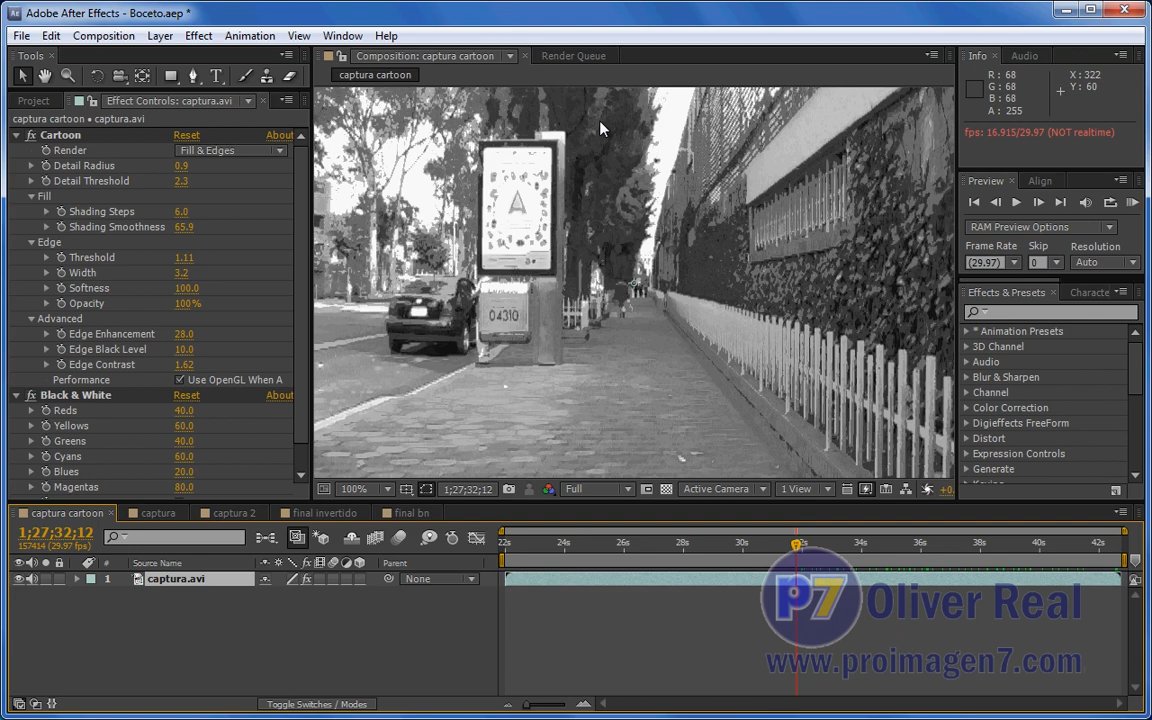 Adobe After Effects - Boceto.aep *
File Edit Composition Layer Effect Animation View Window Help
Tools
Composition: captura cartoon
Render Queue
Info
Audio
captura cartoon
R: 68
G: 68
B: 68
A: 255
X: 322
Y: 60
fps: 16.915/29.97 (NOT realtime)
Project
Effect Controls: captura.avi
captura cartoon • captura.avi
Cartoon Reset About
Render Fill & Edges
Detail Radius 0.9
Detail Threshold 2.3
Fill
Shading Steps 6.0
Shading Smoothness 65.9
Edge
Threshold 1.11
Width 3.2
Softness 100.0
Opacity 100%
Advanced
Edge Enhancement 28.0
Edge Black Level 10.0
Edge Contrast 1.62
Performance Use OpenGL When A
Black & White Reset About
Reds 40.0
Yellows 60.0
Greens 40.0
Cyans 60.0
Blues 20.0
Magentas 80.0
A
04310
Preview
Align
RAM Preview Options
Frame Rate Skip Resolution
(29.97) 0 Auto
Effects & Presets
Characte
* Animation Presets
3D Channel
Audio
Blur & Sharpen
Channel
Color Correction
Digieffects FreeForm
Distort
Expression Controls
Generate
100% 1;27;32;12 Full Active Camera 1 View +0.
captura cartoon captura captura 2 final invertido final bn
1;27;32;12
157414 (29.97 fps)
22s 24s 26s 28s 30s 32s 34s 36s 38s 40s 42s
# Source Name Parent
1 captura.avi None
P7 Oliver Real
www.proimagen7.com
Toggle Switches / Modes